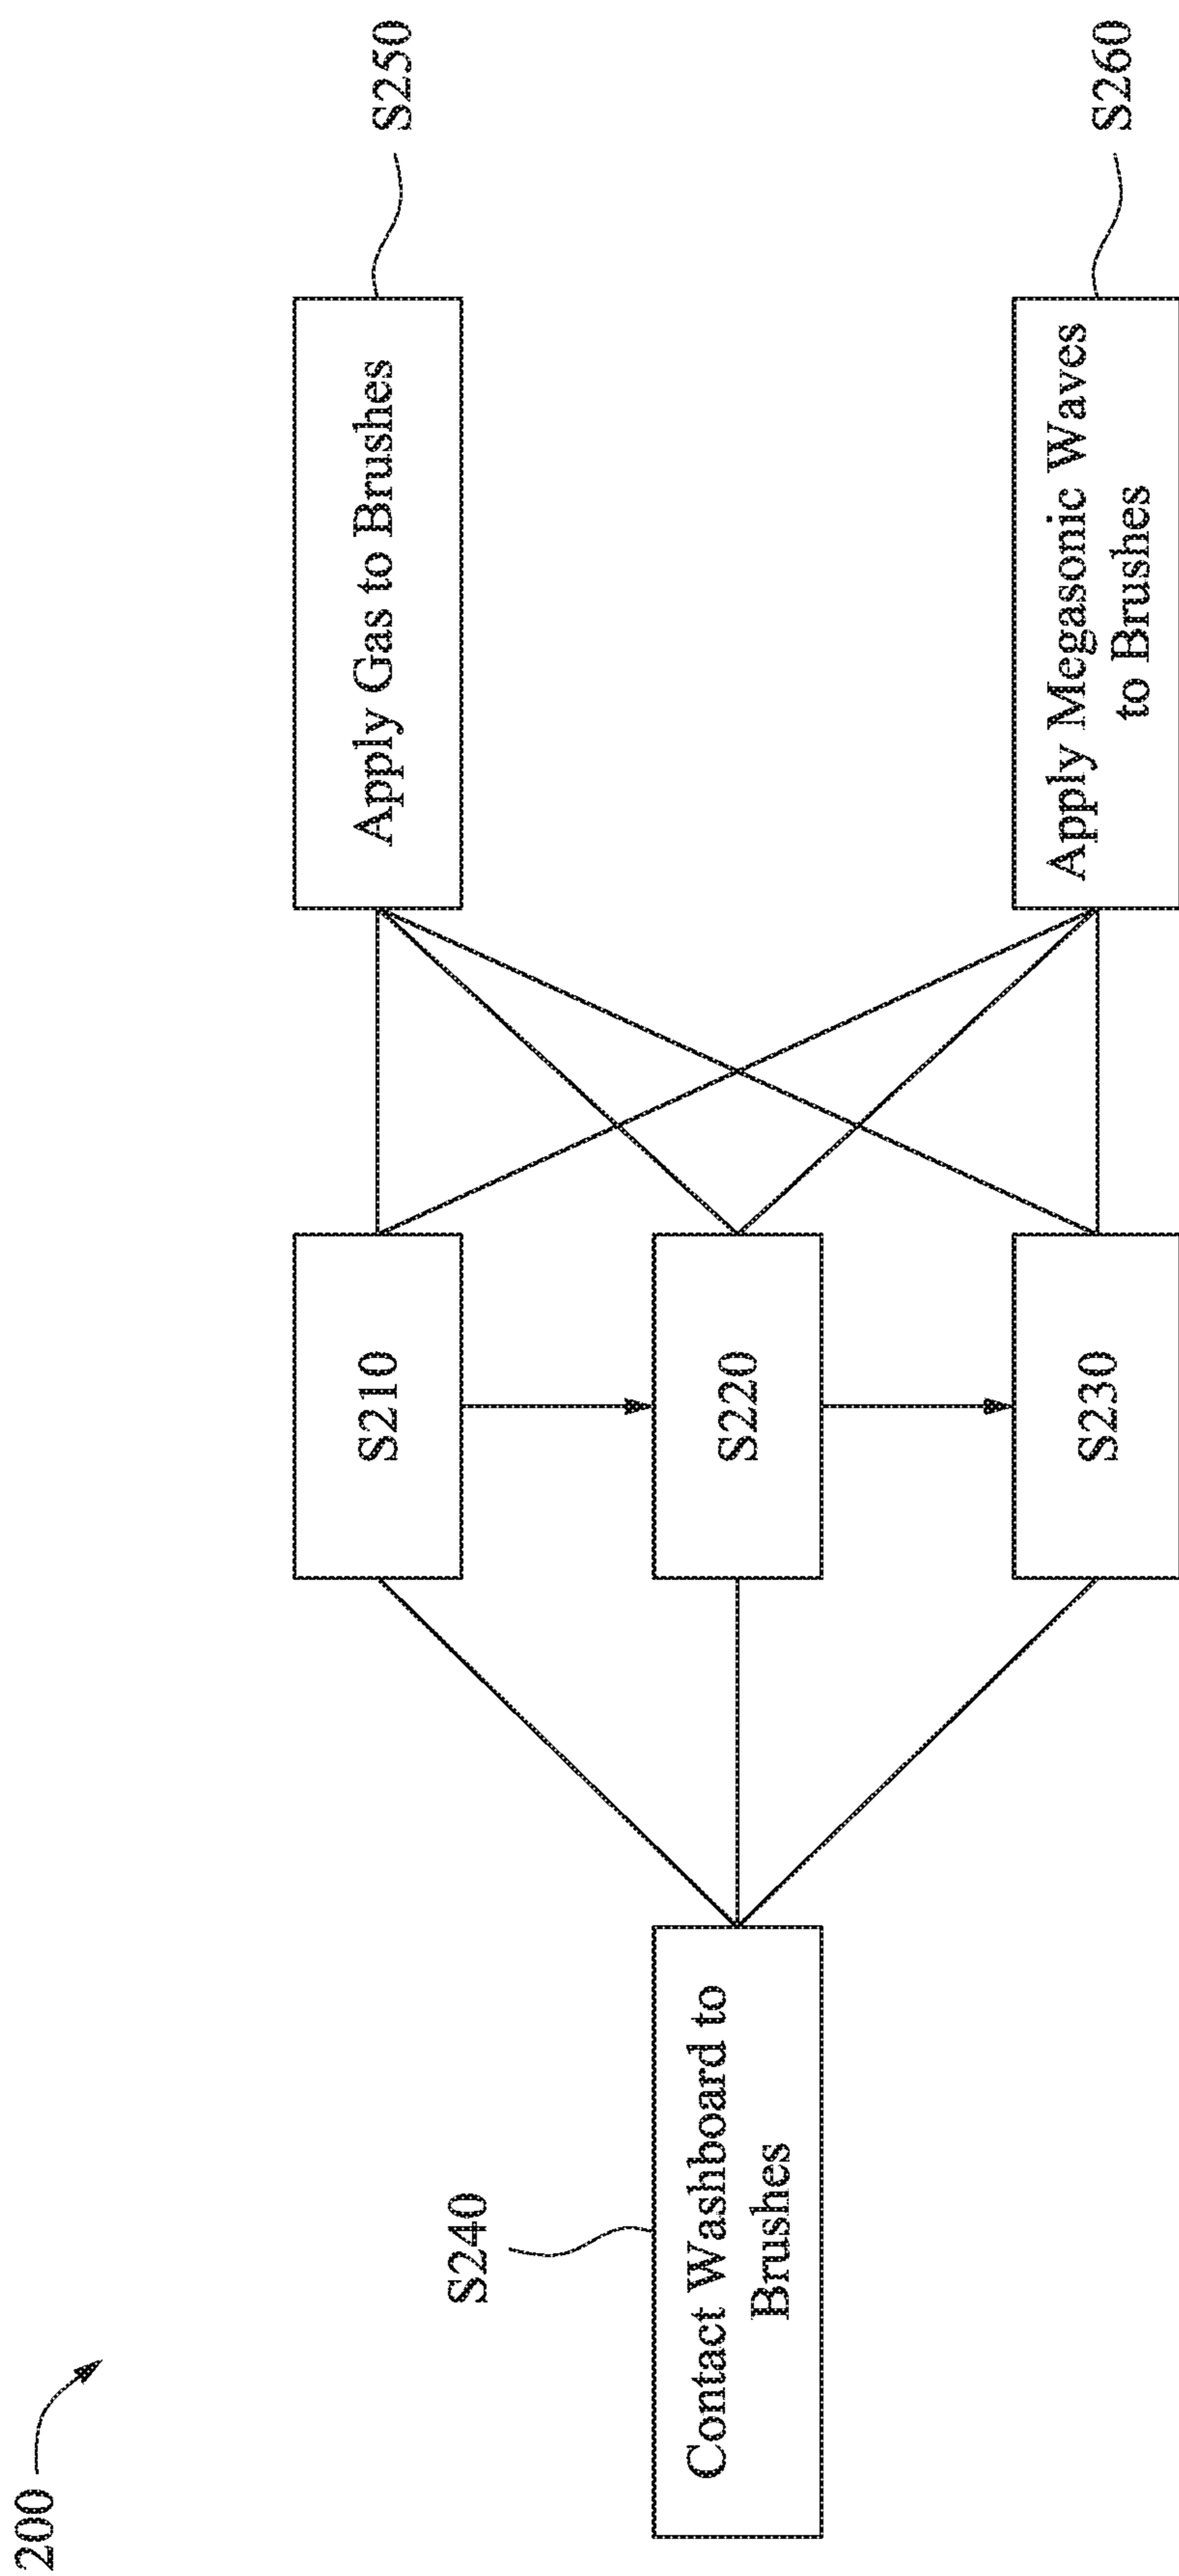 200
S240
Contact Washboard to
Brushes
S210
S220
S230
Apply Gas to Brushes
S250
Apply Megasonic Waves
to Brushes
S260